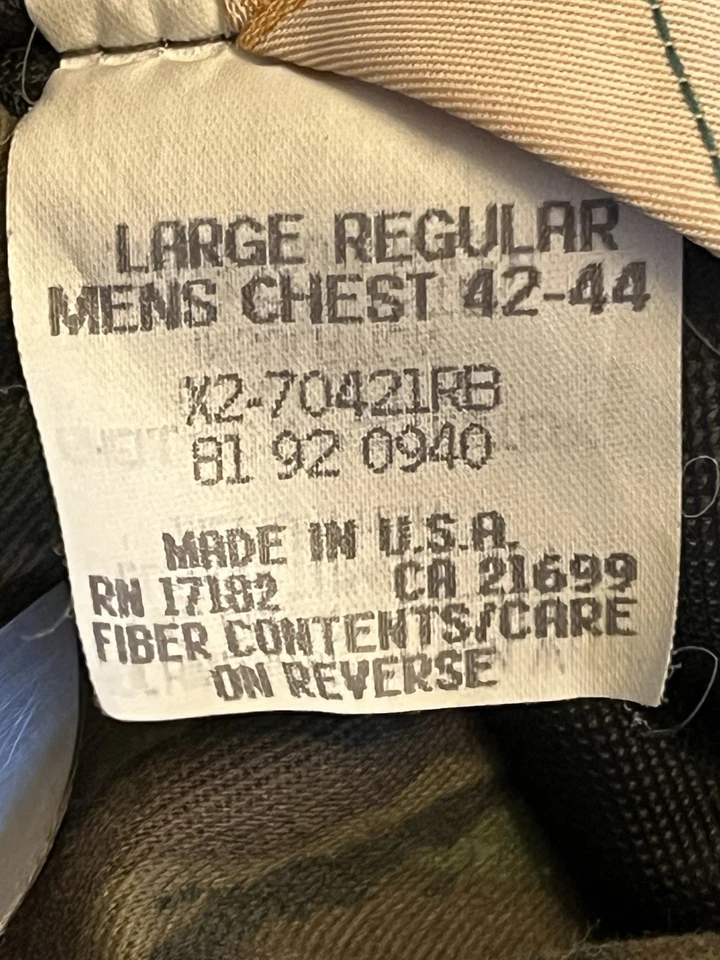 LARGE REGULAR
MENS CHEST 42-44
X2-70421RB
81 92 0940
MADE IN U.S.A.
RN 17182 CA 21699
FIBER CONTENTS/CARE
ON REVERSE